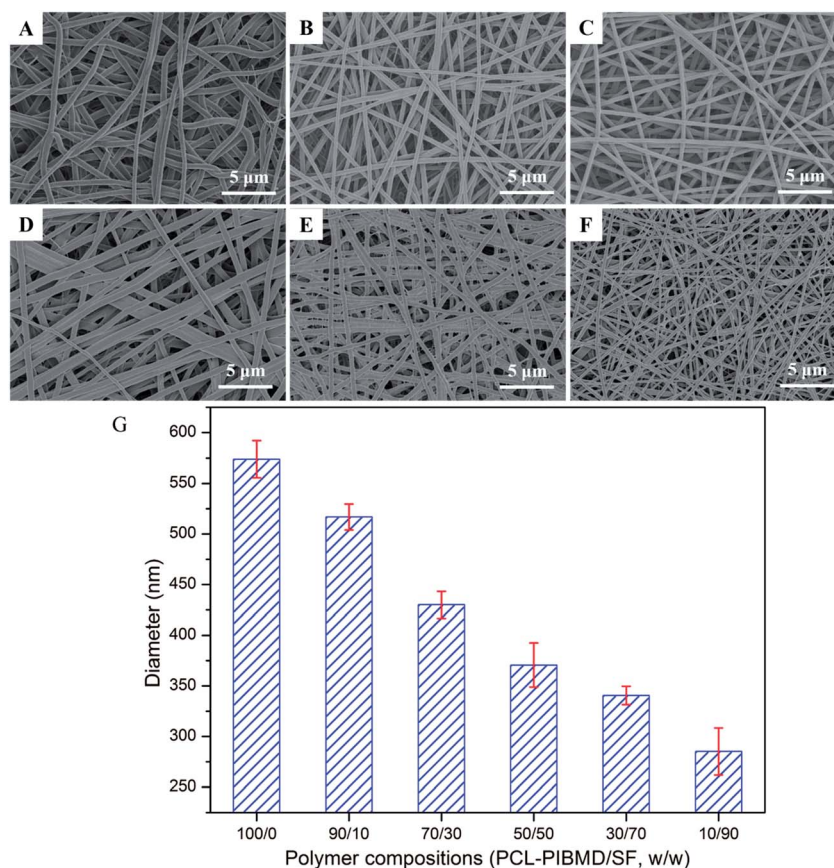 A
B
C
5 μm
5 μm
5 μm
D
E
F
5 μm
5 μm
5 μm
G
600
550
500
450
400
350
300
250
Diameter (nm)
100/0 90/10 70/30 50/50 30/70 10/90
Polymer compositions (PCL-PIBMD/SF, w/w)